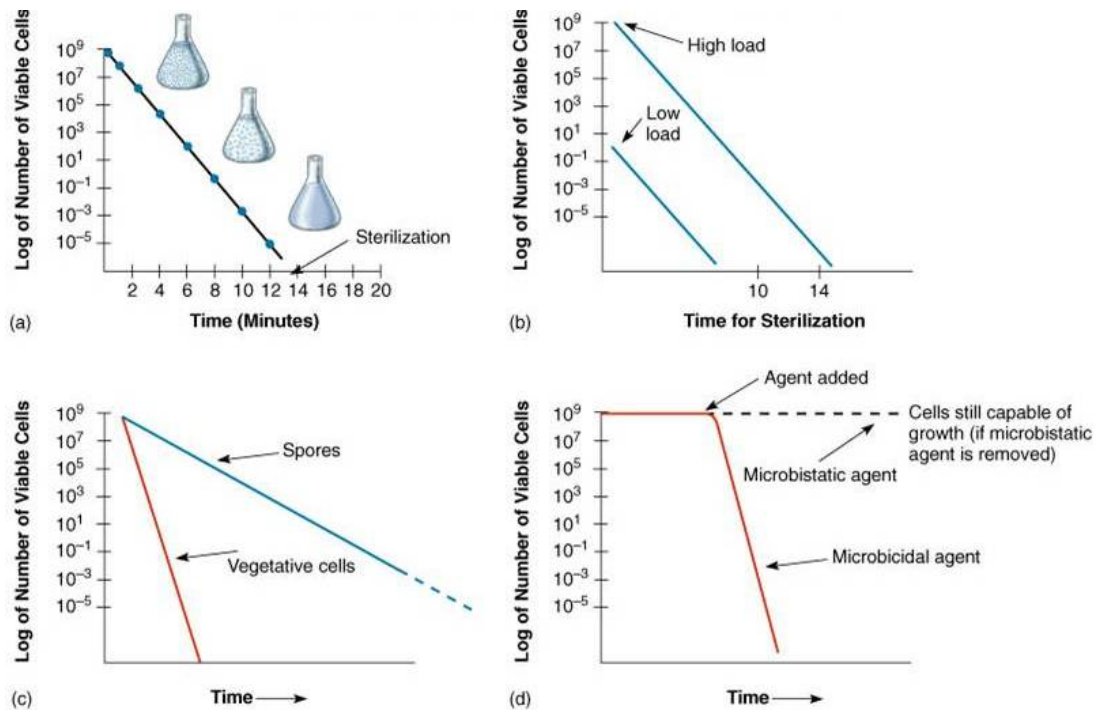 Log of Number of Viable Cells
10⁹
10⁷
10⁵
10³
10¹
10⁻¹
10⁻³
10⁻⁵
Sterilization
2 4 6 8 10 12 14 16 18 20
Time (Minutes)
(a)
Log of Number of Viable Cells
10⁹
10⁷
10⁵
10³
10¹
10⁻¹
10⁻³
10⁻⁵
High load
Low
load
10 14
Time for Sterilization
(b)
Log of Number of Viable Cells
10⁹
10⁷
10⁵
10³
10¹
10⁻¹
10⁻³
10⁻⁵
Spores
Vegetative cells
Time
(c)
Log of Number of Viable Cells
10⁹
10⁷
10⁵
10³
10¹
10⁻¹
10⁻³
10⁻⁵
Agent added
Cells still capable of
growth (if microbistatic
agent is removed)
Microbistatic agent
Microbicidal agent
Time
(d)